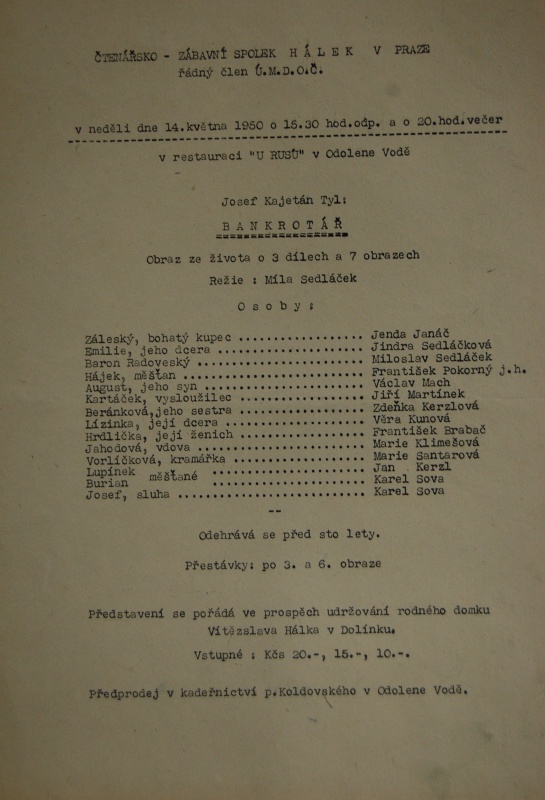 ČTENÁŘSKO - ZÁBAVNÍ SPOLEK H Á L E K V PRAZE
řádný člen Ú.M.D.O.Č.
v neděli dne 14.května 1950 o 15.30 hod.odp. a o 20.hod.večer
v restauraci "U RUSŮ" v Odolene Vodě
Josef Kajetán Tyl:
B A N K R O T Á Ř
Obraz ze života o 3 dílech a 7 obrazech
Režie : Míla Sedláček
O s o b y :
Záleský, bohatý kupec .................. Jenda Janáč
Emilie, jeho dcera .................... Jindra Sedláčková
Baron Radoveský ....................... Miloslav Sedláček
Hájek, měšťan ......................... František Pokorný j.h.
August, jeho syn ...................... Václav Mach
Kartáček, vysloužilec ................. Jiří Martínek
Beránková,jeho sestra ................. Zdeňka Kerzlová
Lízinka, její dcera ................... Věra Kunová
Hrdlička, její ženich ................. František Brabač
Jahodová, vdova ....................... Marie Klimešová
Vorlíčková, kramářka .................. Marie Santarová
Lupínek měšťané .................... Jan Kerzl
Burian .................... Karel Sova
Josef, sluha .......................... Karel Sova
--
Odehrává se před sto lety.
Přestávky: po 3. a 6. obraze
Představení se pořádá ve prospěch udržování rodného domku
Vítězslava Hálka v Dolínku.
Vstupné : Kčs 20.-, 15.-, 10.-.
Předprodej v kadeřnictví p.Koldovského v Odolene Vodě.